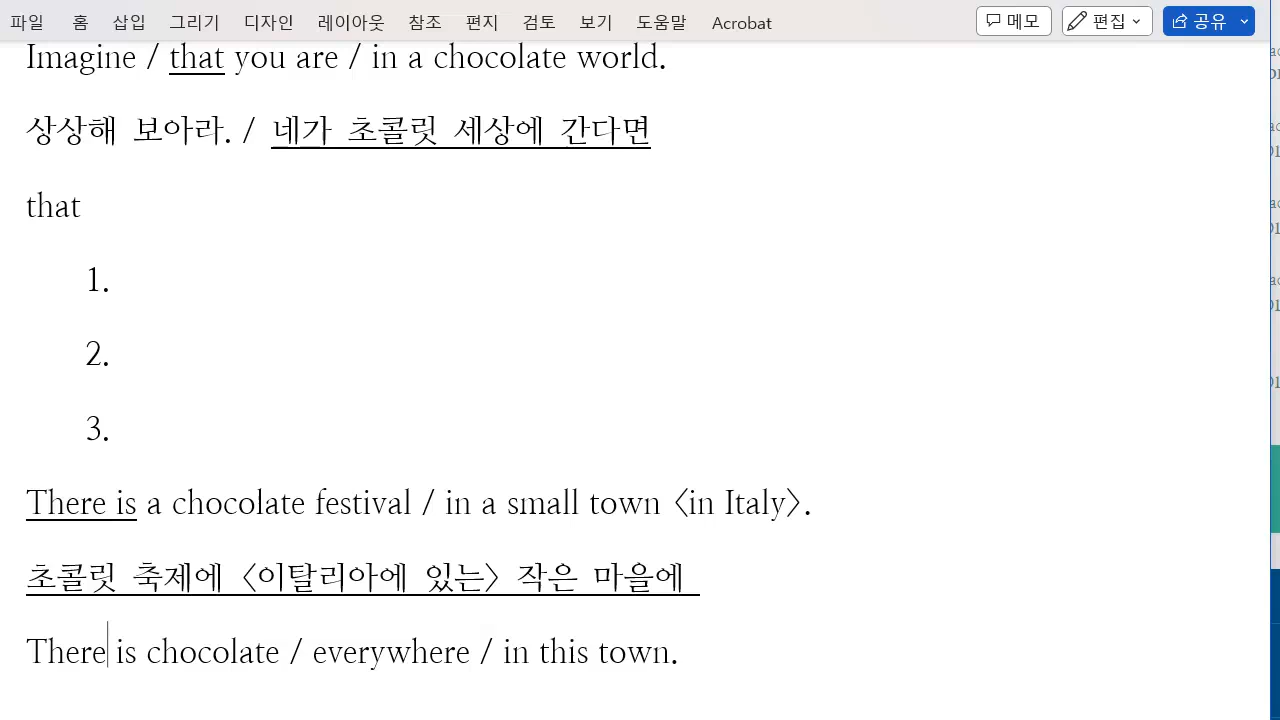 파일 홈 삽입 그리기 디자인 레이아웃 참조 편지 검토 보기 도움말 Acrobat 메모 편집 공유
Imagine / that you are / in a chocolate world.
상상해 보아라. / 네가 초콜릿 세상에 간다면
that
1.
2.
3.
There is a chocolate festival / in a small town 〈in Italy〉.
초콜릿 축제에 〈이탈리아에 있는〉 작은 마을에
There is chocolate / everywhere / in this town.